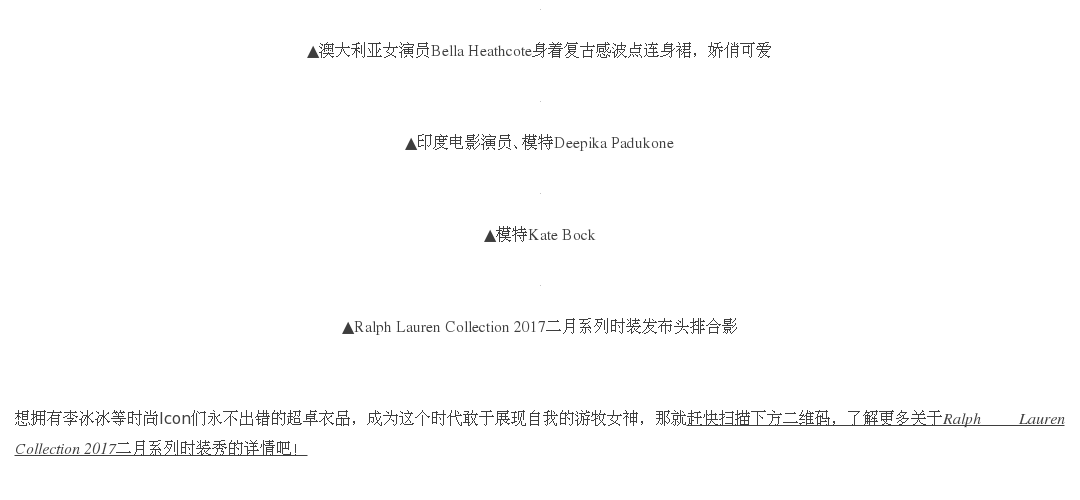 ▲澳大利亚女演员Bella Heathcote身着复古感波点连身裙，娇俏可爱
▲印度电影演员、模特Deepika Padukone
▲模特Kate Bock
▲Ralph Lauren Collection 2017二月系列时装发布头排合影
想拥有李冰冰等时尚Icon们永不出错的超卓衣品，成为这个时代敢于展现自我的游牧女神，那就赶快扫描下方二维码，了解更多关于Ralph Lauren
Collection 2017二月系列时装秀的详情吧！